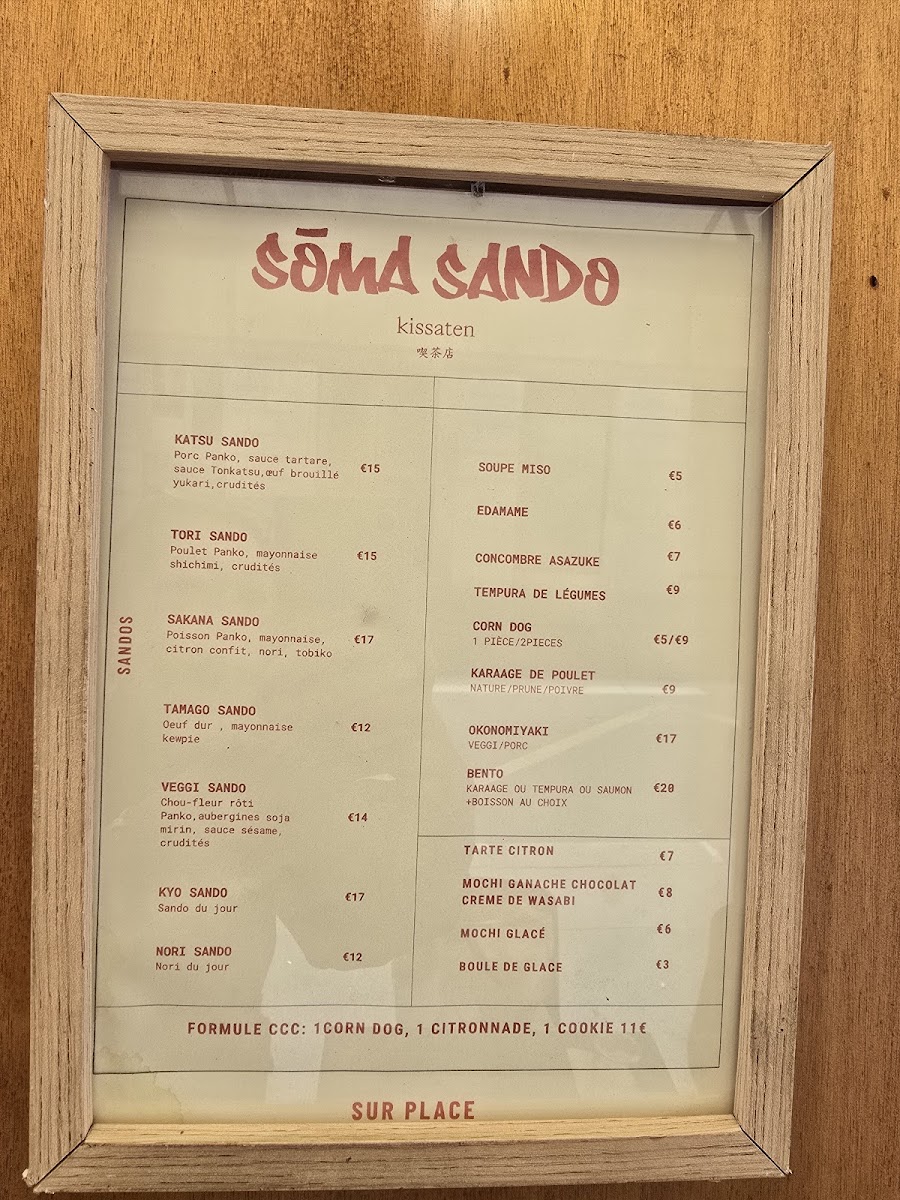 SŌMA SANDO
kissaten
喫茶店
SANDOS
KATSU SANDO
Porc Panko, sauce tartare,
sauce Tonkatsu,œuf brouillé €15
yukari,crudités
TORI SANDO
Poulet Panko, mayonnaise €15
shichimi, crudités
SAKANA SANDO
Poisson Panko, mayonnaise, €17
citron confit, nori, tobiko
TAMAGO SANDO
Oeuf dur , mayonnaise €12
kewpie
VEGGI SANDO
Chou-fleur rôti
Panko,aubergines soja €14
mirin, sauce sésame,
crudités
KYO SANDO €17
Sando du jour
NORI SANDO €12
Nori du jour
SOUPE MISO €5
EDAMAME €6
CONCOMBRE ASAZUKE €7
TEMPURA DE LÉGUMES €9
CORN DOG
1 PIÈCE/2PIECES €5/€9
KARAAGE DE POULET
NATURE/PRUNE/POIVRE €9
OKONOMIYAKI €17
VEGGI/PORC
BENTO
KARAAGE OU TEMPURA OU SAUMON €20
+BOISSON AU CHOIX
TARTE CITRON €7
MOCHI GANACHE CHOCOLAT €8
CREME DE WASABI
MOCHI GLACÉ €6
BOULE DE GLACE €3
FORMULE CCC: 1CORN DOG, 1 CITRONNADE, 1 COOKIE 11€
SUR PLACE